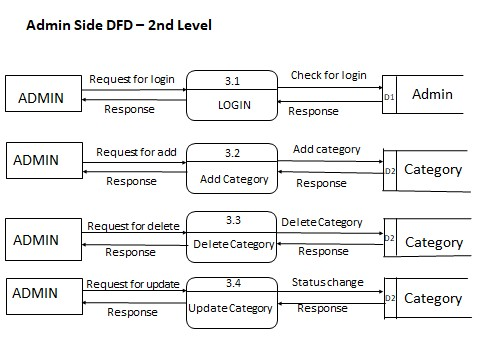 Admin Side DFD – 2nd Level
Request for login
3.1
Check for login
ADMIN
LOGIN
D1
Admin
Response
Response
ADMIN
Request for add
3.2
Add category
D2
Category
Response
Add Category
Response
ADMIN
Request for delete
3.3
Delete Category
D2
Category
Response
Delete Category
Response
ADMIN
Request for update
3.4
Status change
D2
Category
Response
Update Category
Response